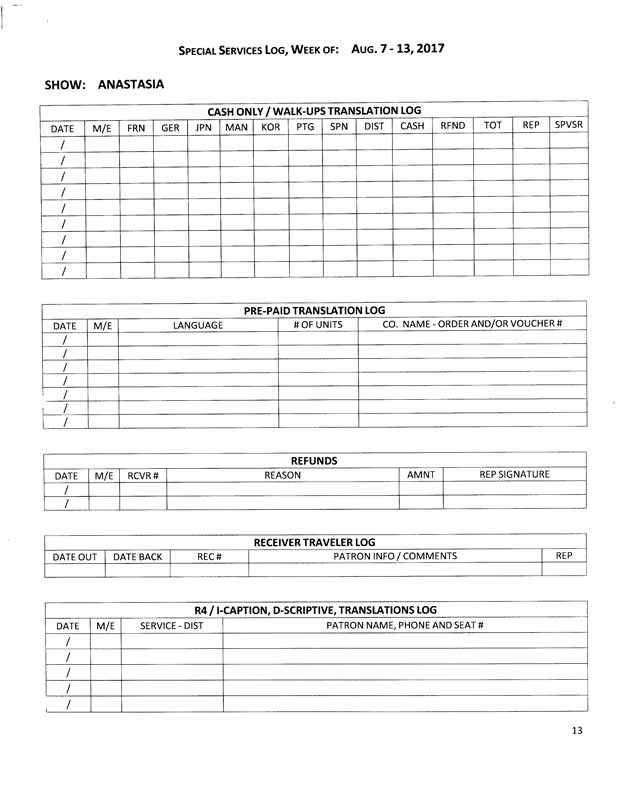 SPECIAL SERVICES LOG, WEEK OF: AUG. 7 - 13, 2017
SHOW: ANASTASIA
CASH ONLY / WALK-UPS TRANSLATION LOG
DATE M/E FRN GER JPN MAN KOR PTG SPN DIST CASH RFND TOT REP SPVSR
/
/
/
/
/
/
/
/
/
PRE-PAID TRANSLATION LOG
DATE M/E LANGUAGE # OF UNITS CO. NAME - ORDER AND/OR VOUCHER #
/
/
/
/
/
/
/
REFUNDS
DATE M/E RCVR # REASON AMNT REP SIGNATURE
/
/
RECEIVER TRAVELER LOG
DATE OUT DATE BACK REC # PATRON INFO / COMMENTS REP
R4 / I-CAPTION, D-SCRIPTIVE, TRANSLATIONS LOG
DATE M/E SERVICE - DIST PATRON NAME, PHONE AND SEAT #
/
/
/
/
/
13